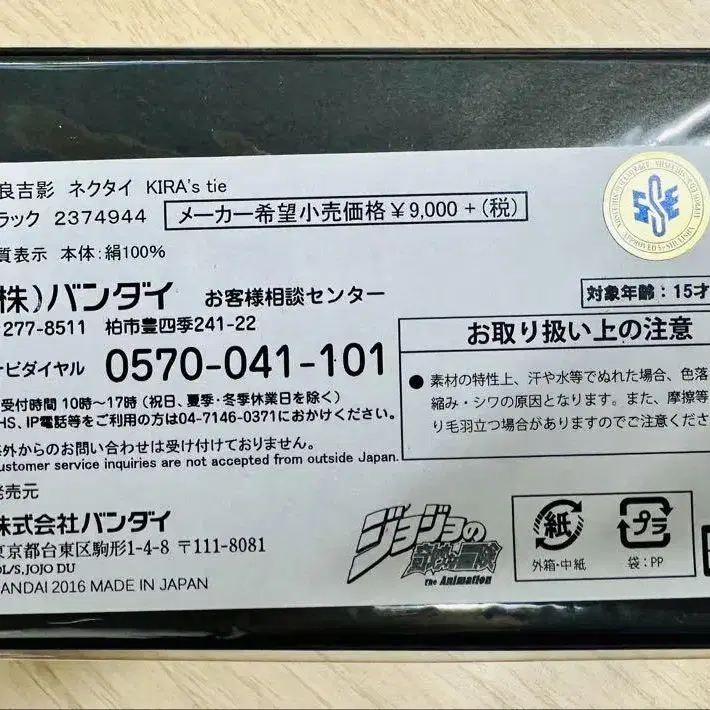 良吉影 ネクタイ KIRA's tie
ラック 2374944 メーカー希望小売価格￥9,000+(税)
質表示 本体:絹100%
株)バンダイ お客様相談センター
277-8511 柏市豊四季241-22
ナビダイヤル 0570-041-101
受付時間 10時～17時(祝日、夏季・冬季休業日を除く)
HS、IP電話等をご利用の方は04-7146-0371におかけください。
海外からのお問い合わせは受け付けておりません。
ustomer service inquiries are not accepted from outside Japan.
発売元
株式会社バンダイ
東京都台東区駒形1-4-8 〒111-8081
OL/S,JOJO DU
ANDAI 2016 MADE IN JAPAN
対象年齢:15才
お取り扱い上の注意
●素材の特性上、汗や水等でぬれた場合、色落
縮み・シワの原因となります。また、摩擦等
り毛羽立つ場合がありますのでご注意くださ
ジョジョの
奇妙な冒険
The Animation
紙
外箱・中紙
プラ
袋:PP